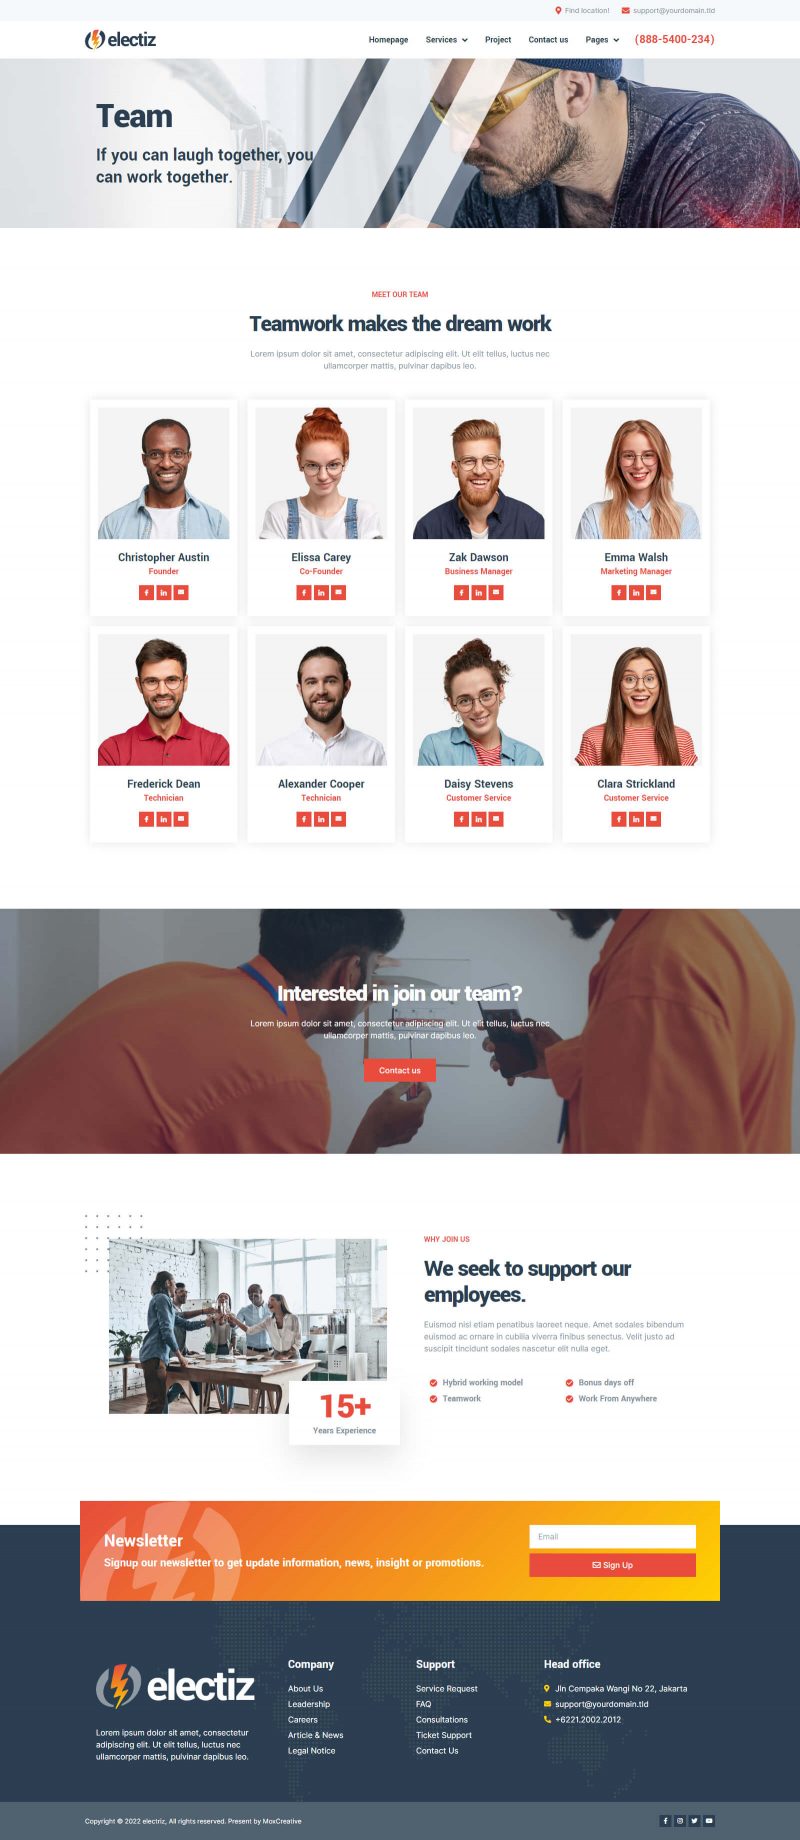 Find location!
support@yourdomain.tld
electiz
Homepage
Services
Project
Contact us
Pages
(888-5400-234)
Team
If you can laugh together, you
can work together.
MEET OUR TEAM
Teamwork makes the dream work
Lorem ipsum dolor sit amet, consectetur adipiscing elit. Ut elit tellus, luctus nec
ullamcorper mattis, pulvinar dapibus leo.
Christopher Austin
Founder
Elissa Carey
Co-Founder
Zak Dawson
Business Manager
Emma Walsh
Marketing Manager
Frederick Dean
Technician
Alexander Cooper
Technician
Daisy Stevens
Customer Service
Clara Strickland
Customer Service
Interested in join our team?
Lorem ipsum dolor sit amet, consectetur adipiscing elit. Ut elit tellus, luctus nec
ullamcorper mattis, pulvinar dapibus leo.
Contact us
15+
Years Experience
WHY JOIN US
We seek to support our
employees.
Euismod nisl etiam penatibus laoreet neque. Amet sodales bibendum
euismod ac ornare in cubilia viverra finibus senectus. Velit justo ad
suscipit tincidunt sodales nascetur elit nulla eget.
Hybrid working model
Bonus days off
Teamwork
Work From Anywhere
Newsletter
Signup our newsletter to get update information, news, insight or promotions.
Email
Sign Up
electiz
Lorem ipsum dolor sit amet, consectetur
adipiscing elit. Ut elit tellus, luctus nec
ullamcorper mattis, pulvinar dapibus leo.
Company
About Us
Leadership
Careers
Article & News
Legal Notice
Support
Service Request
FAQ
Consultations
Ticket Support
Contact Us
Head office
Jln Cempaka Wangi No 22, Jakarta
support@yourdomain.tld
+6221.2002.2012
Copyright © 2022 electriz, All rights reserved. Present by MoxCreative